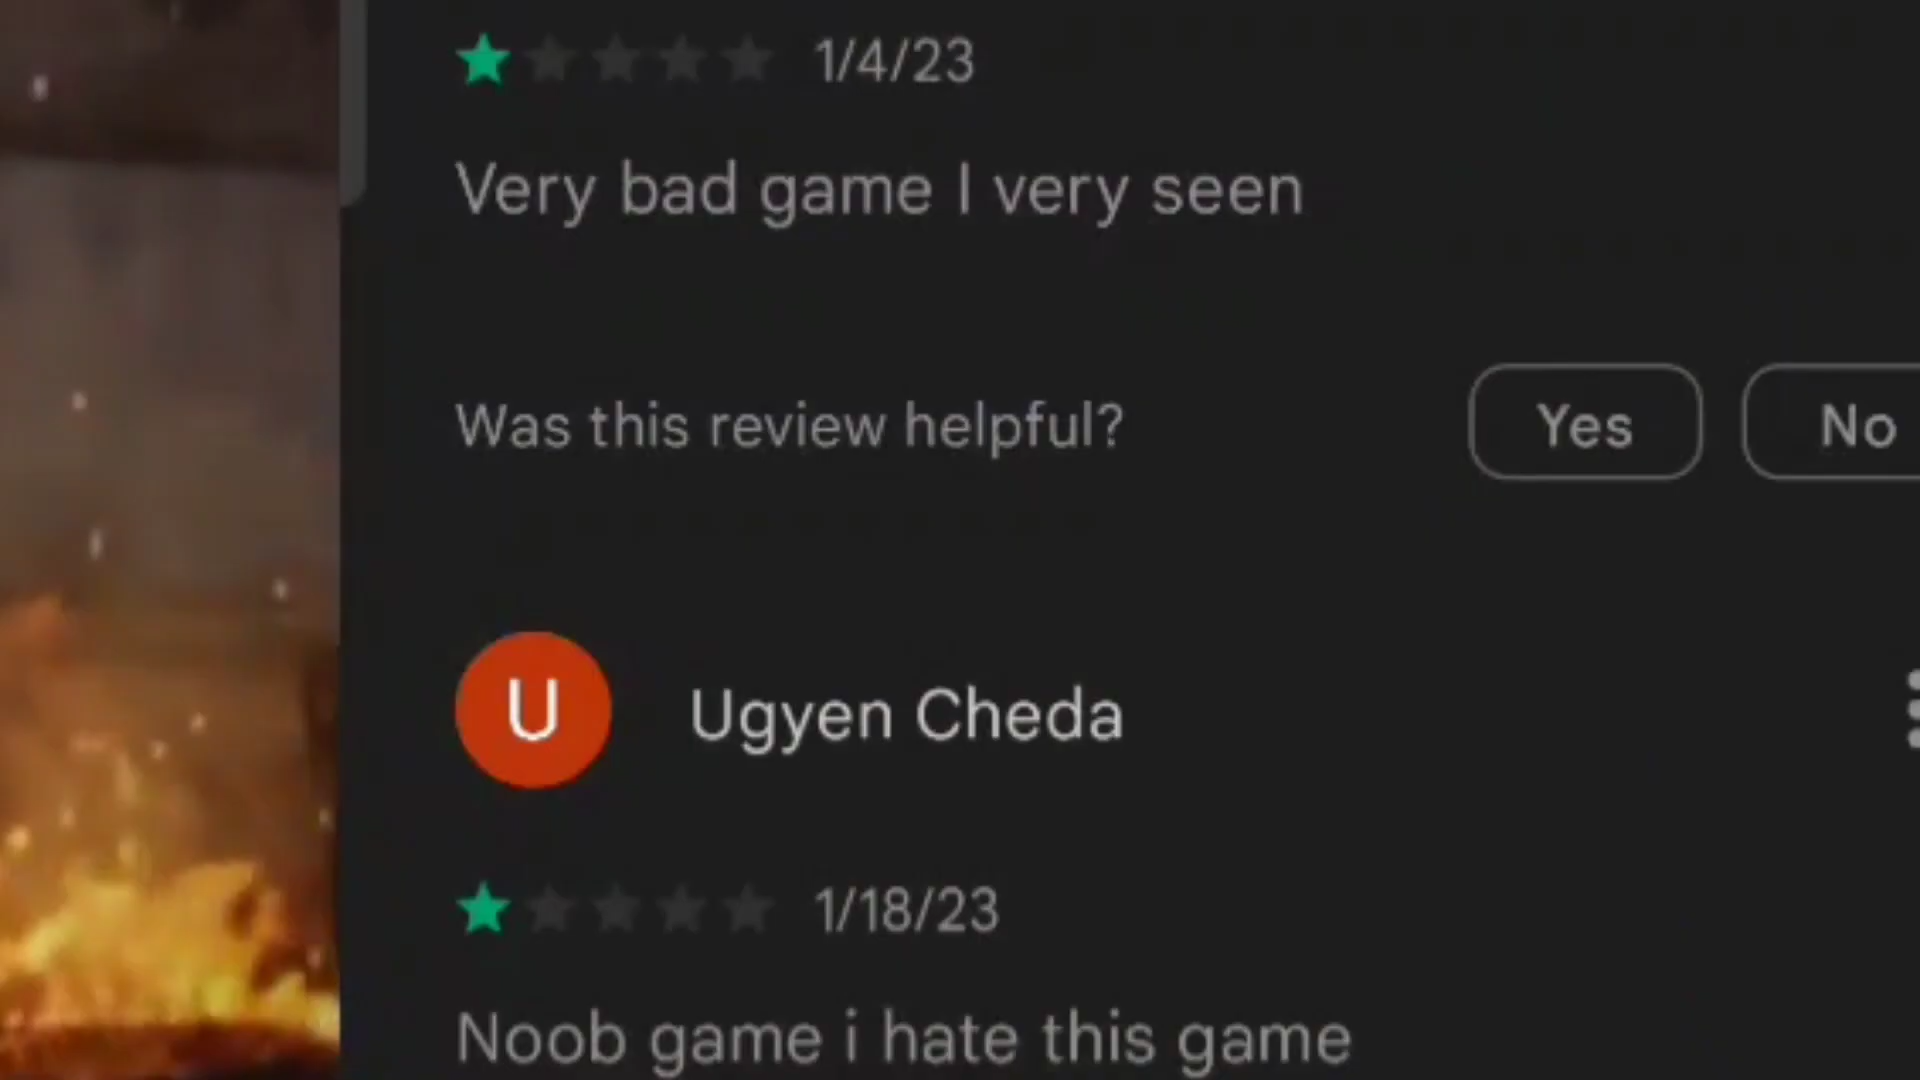 1/4/23
Very bad game I very seen
Was this review helpful?
Yes
No
U
Ugyen Cheda
1/18/23
Noob game i hate this game